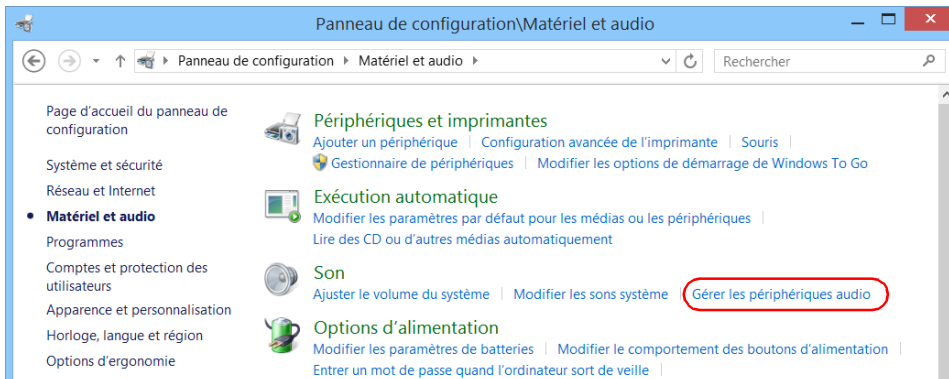 Panneau de configuration\Matériel et audio
Panneau de configuration Matériel et audio
Rechercher
Page d'accueil du panneau de
configuration
Système et sécurité
Réseau et Internet
Matériel et audio
Programmes
Comptes et protection des
utilisateurs
Apparence et personnalisation
Horloge, langue et région
Options d'ergonomie
Périphériques et imprimantes
Ajouter un périphérique Configuration avancée de l'imprimante Souris
Gestionnaire de périphériques Modifier les options de démarrage de Windows To Go
Exécution automatique
Modifier les paramètres par défaut pour les médias ou les périphériques
Lire des CD ou d'autres médias automatiquement
Son
Ajuster le volume du système Modifier les sons système Gérer les périphériques audio
Options d'alimentation
Modifier les paramètres de batteries Modifier le comportement des boutons d'alimentation
Entrer un mot de passe quand l'ordinateur sort de veille